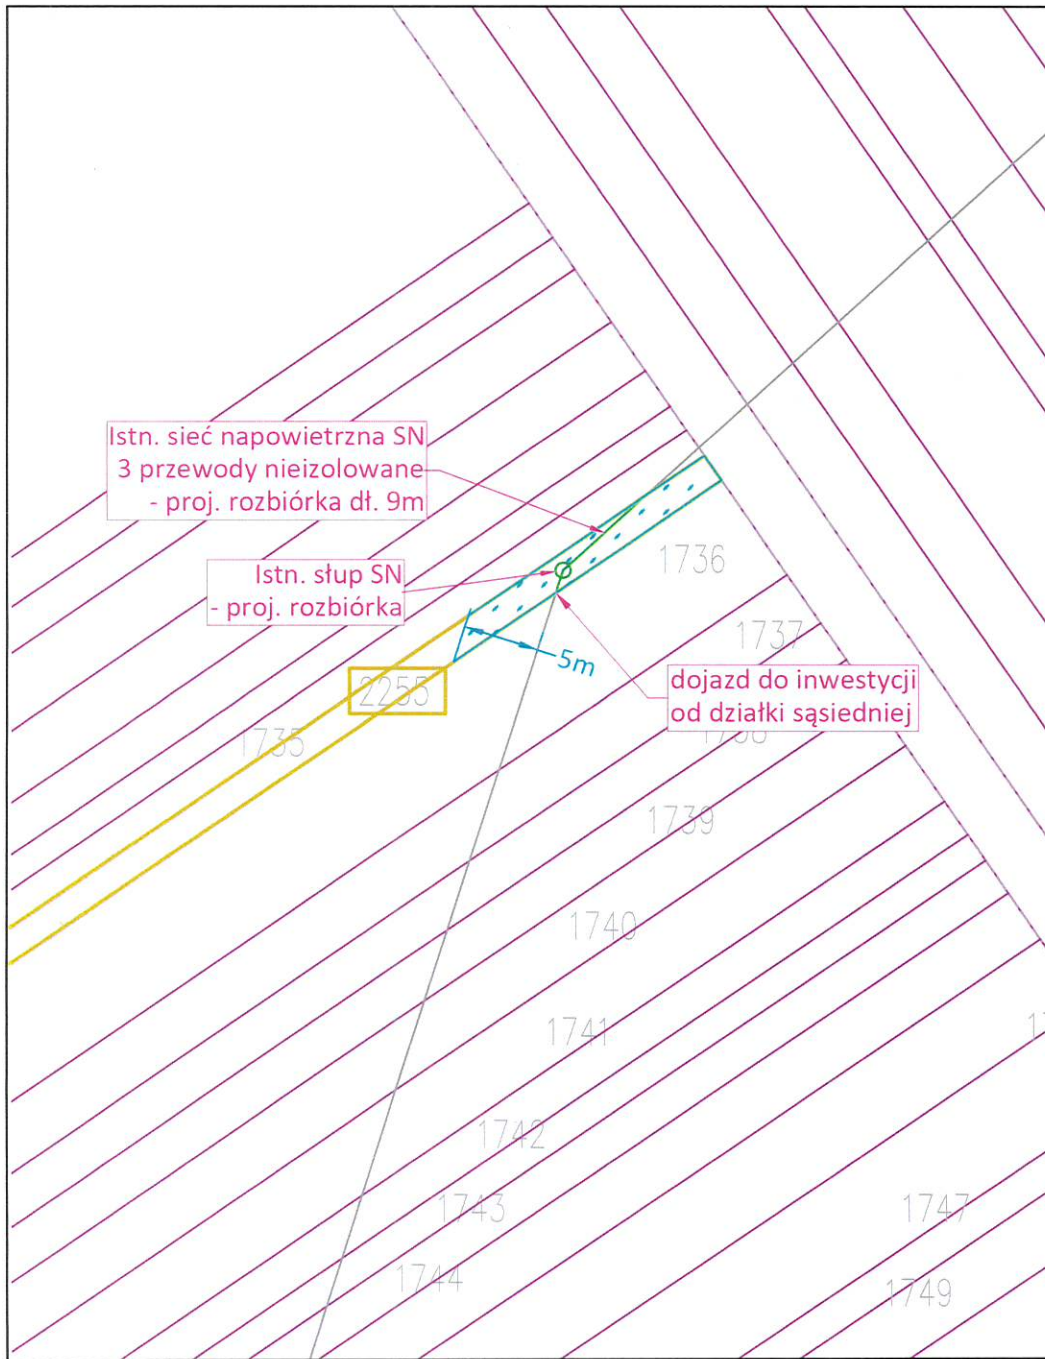 Istn. sieć napowietrzna SN
3 przewody nieizolowane
- proj. rozbiórka dł. 9m
1736
Istn. słup SN
- proj. rozbiórka
1737
5m
dojazd do inwestycji
od działki sąsiedniej
2255
1735
1738
1739
1740
1741
1742
1743
1747
1744
1749